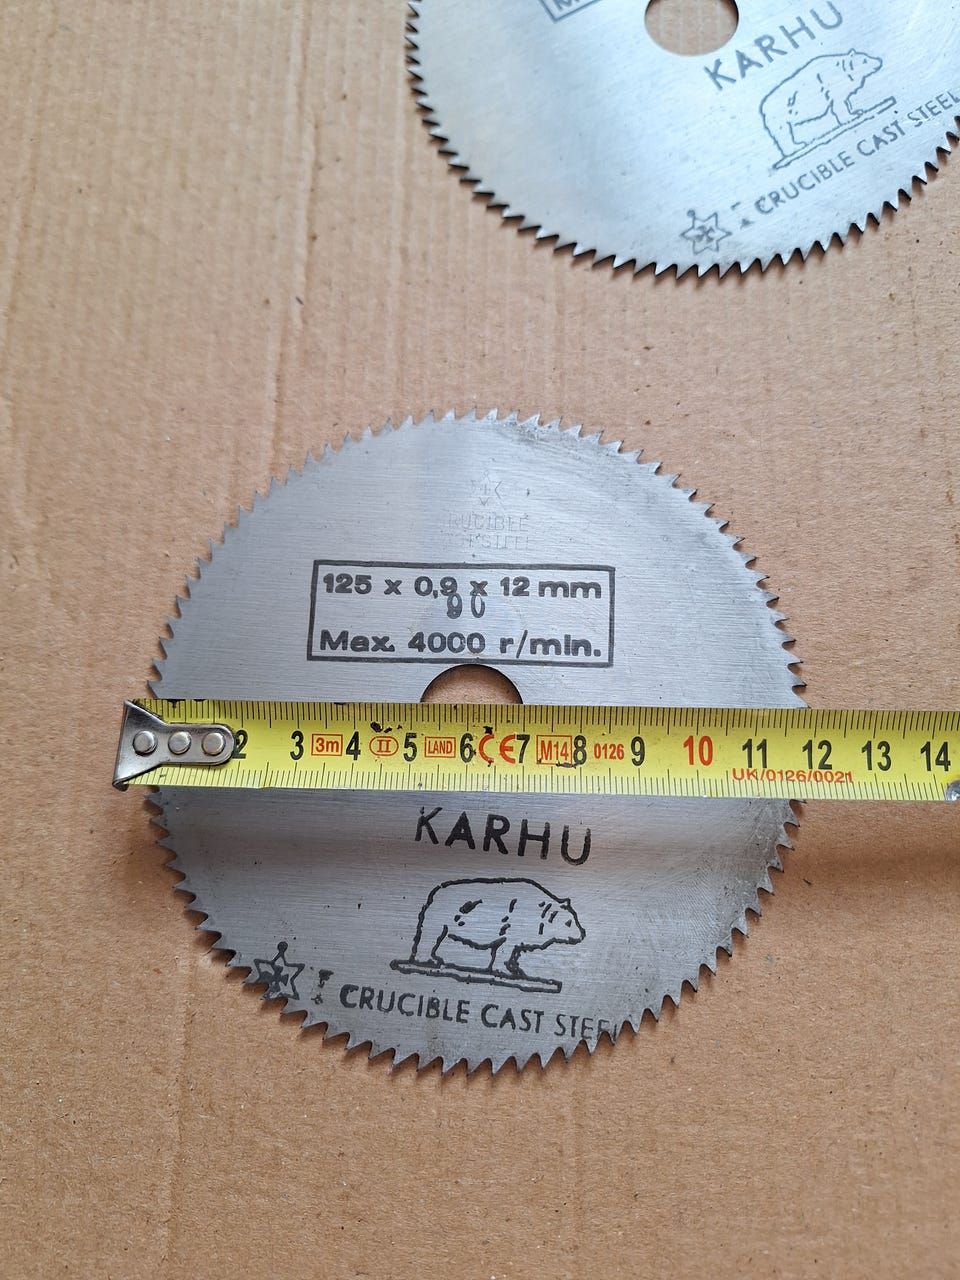 KARHU
CRUCIBLE CAST STEEL
125 x 0,9 x 12 mm
90
Max. 4000 r/min.
2 3 3m 4 II 5 LAND 6 CE 7 M14 8 0126 9 10 11 12 13 14
UK/0126/0021
KARHU
CRUCIBLE CAST STEEL